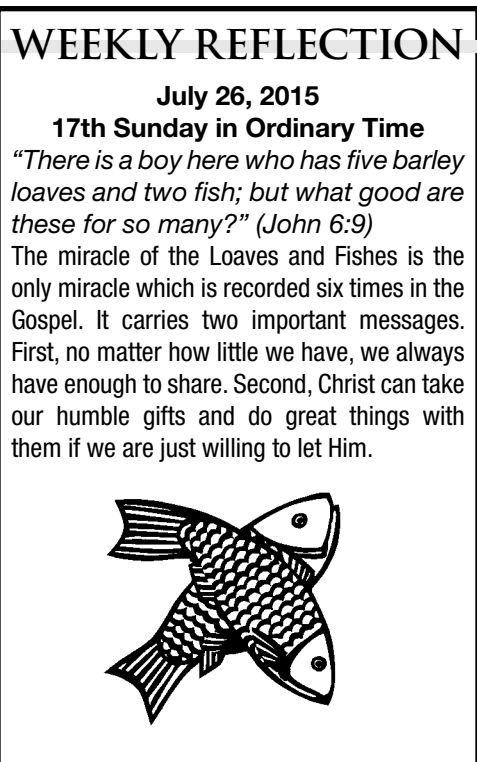 WEEKLY REFLECTION
July 26, 2015
17th Sunday in Ordinary Time
“There is a boy here who has five barley
loaves and two fish; but what good are
these for so many?” (John 6:9)
The miracle of the Loaves and Fishes is the
only miracle which is recorded six times in the
Gospel. It carries two important messages.
First, no matter how little we have, we always
have enough to share. Second, Christ can take
our humble gifts and do great things with
them if we are just willing to let Him.